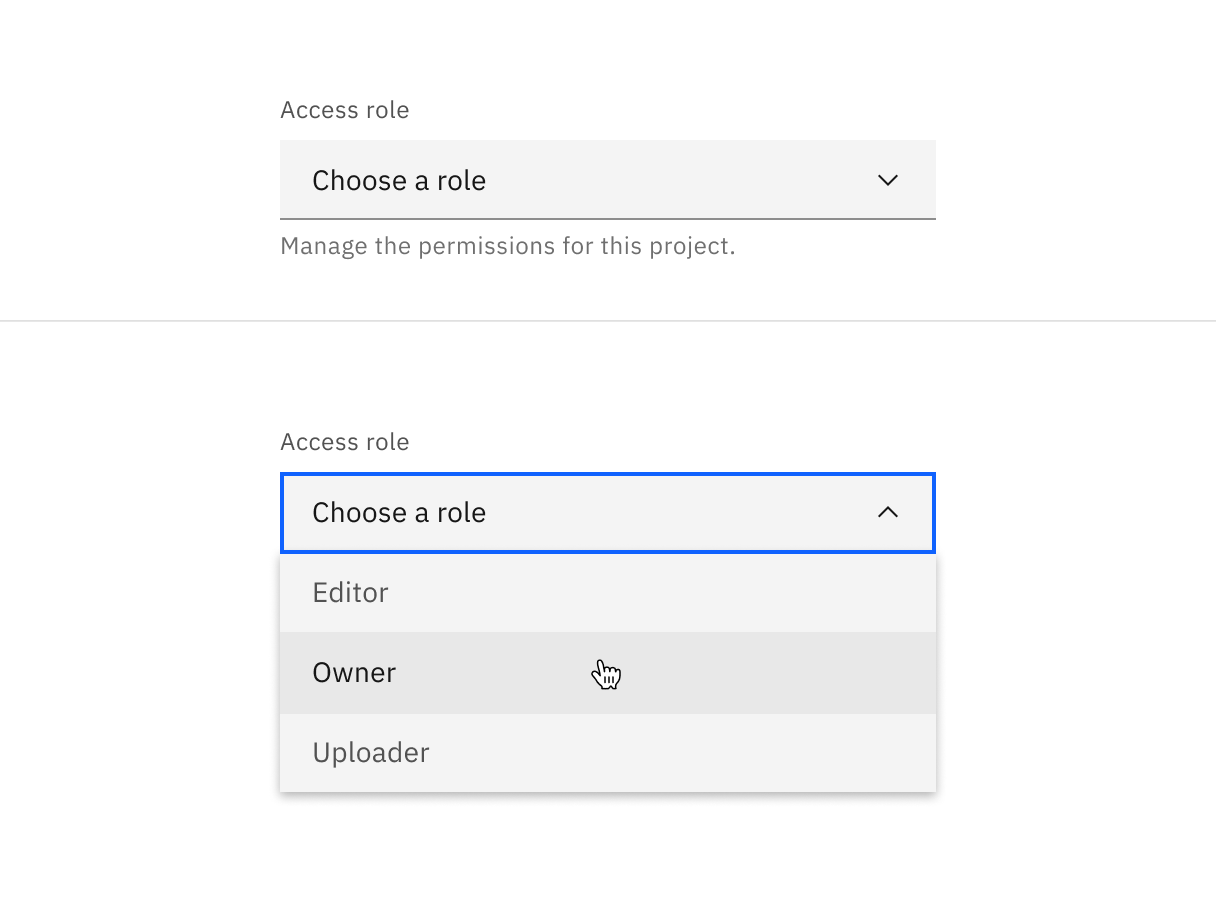 Access role
Choose a role
Manage the permissions for this project.
Access role
Choose a role
Editor
Owner
Uploader